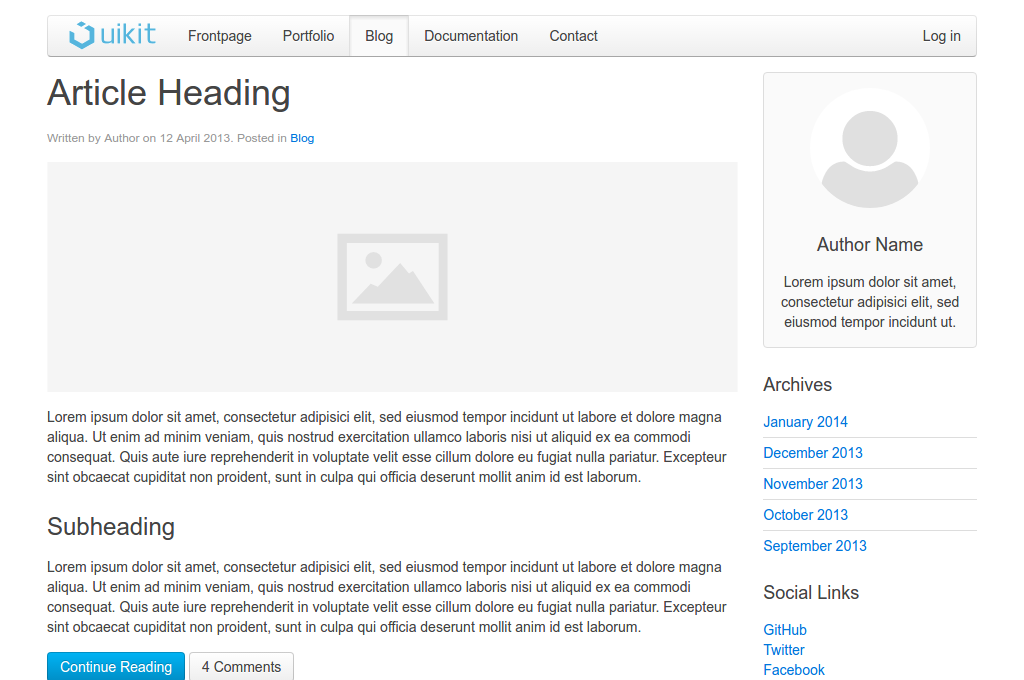 uikit Frontpage Portfolio Blog Documentation Contact Log in
Article Heading
Written by Author on 12 April 2013. Posted in Blog
Lorem ipsum dolor sit amet, consectetur adipisici elit, sed eiusmod tempor incidunt ut labore et dolore magna
aliqua. Ut enim ad minim veniam, quis nostrud exercitation ullamco laboris nisi ut aliquid ex ea commodi
consequat. Quis aute iure reprehenderit in voluptate velit esse cillum dolore eu fugiat nulla pariatur. Excepteur
sint obcaecat cupiditat non proident, sunt in culpa qui officia deserunt mollit anim id est laborum.
Subheading
Lorem ipsum dolor sit amet, consectetur adipisici elit, sed eiusmod tempor incidunt ut labore et dolore magna
aliqua. Ut enim ad minim veniam, quis nostrud exercitation ullamco laboris nisi ut aliquid ex ea commodi
consequat. Quis aute iure reprehenderit in voluptate velit esse cillum dolore eu fugiat nulla pariatur. Excepteur
sint obcaecat cupiditat non proident, sunt in culpa qui officia deserunt mollit anim id est laborum.
Continue Reading 4 Comments
Author Name
Lorem ipsum dolor sit amet,
consectetur adipisici elit, sed
eiusmod tempor incidunt ut.
Archives
January 2014
December 2013
November 2013
October 2013
September 2013
Social Links
GitHub
Twitter
Facebook